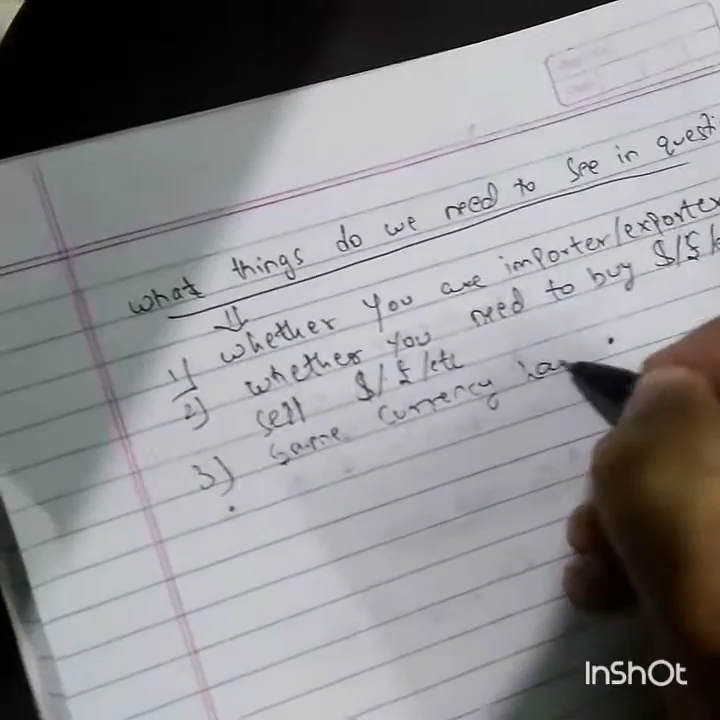 what things do we need to see in questi
⇓
1) whether you are importer/exporter
2) whether you need to buy $/£/
sell $/£/etc
3) same currency
InShOt